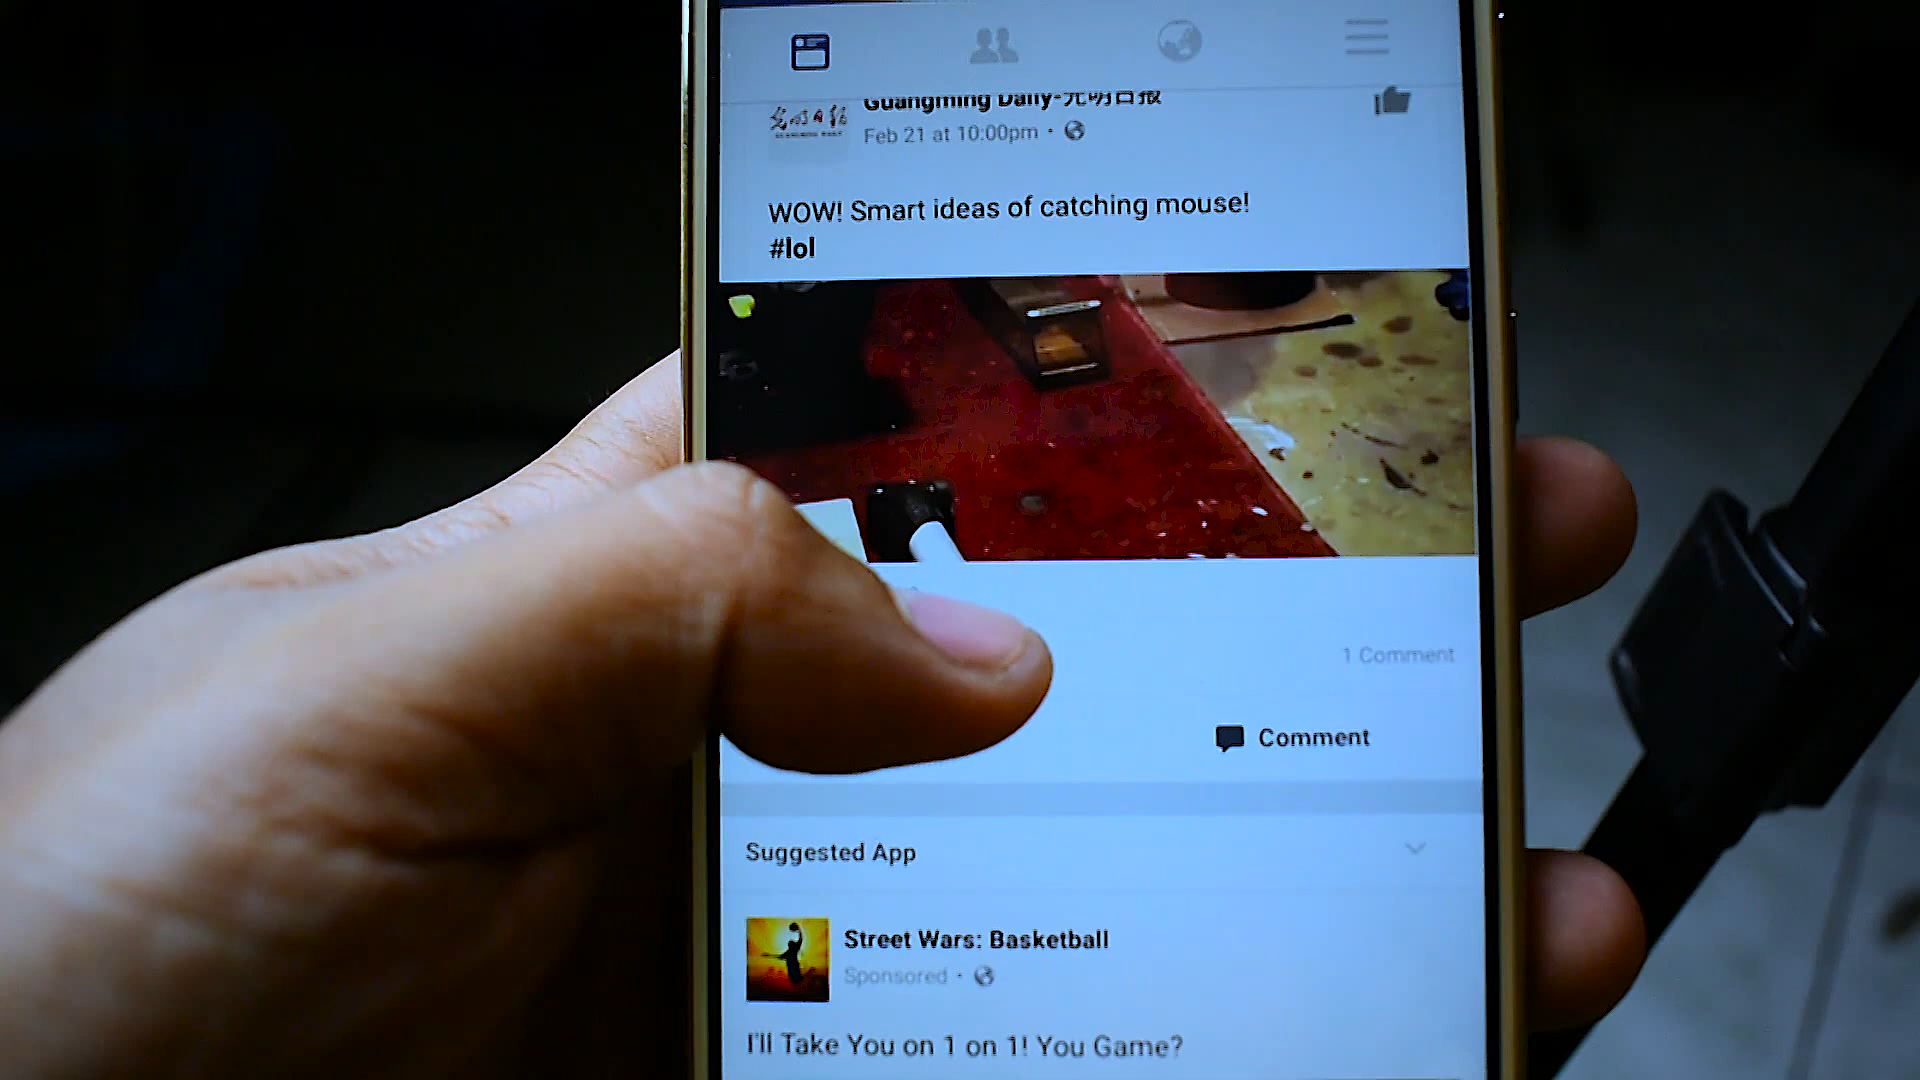 Guangming Daily-光明日报
Feb 21 at 10:00pm ·
WOW! Smart ideas of catching mouse!
#lol
1 Comment
Comment
Suggested App
Street Wars: Basketball
Sponsored ·
I'll Take You on 1 on 1! You Game?